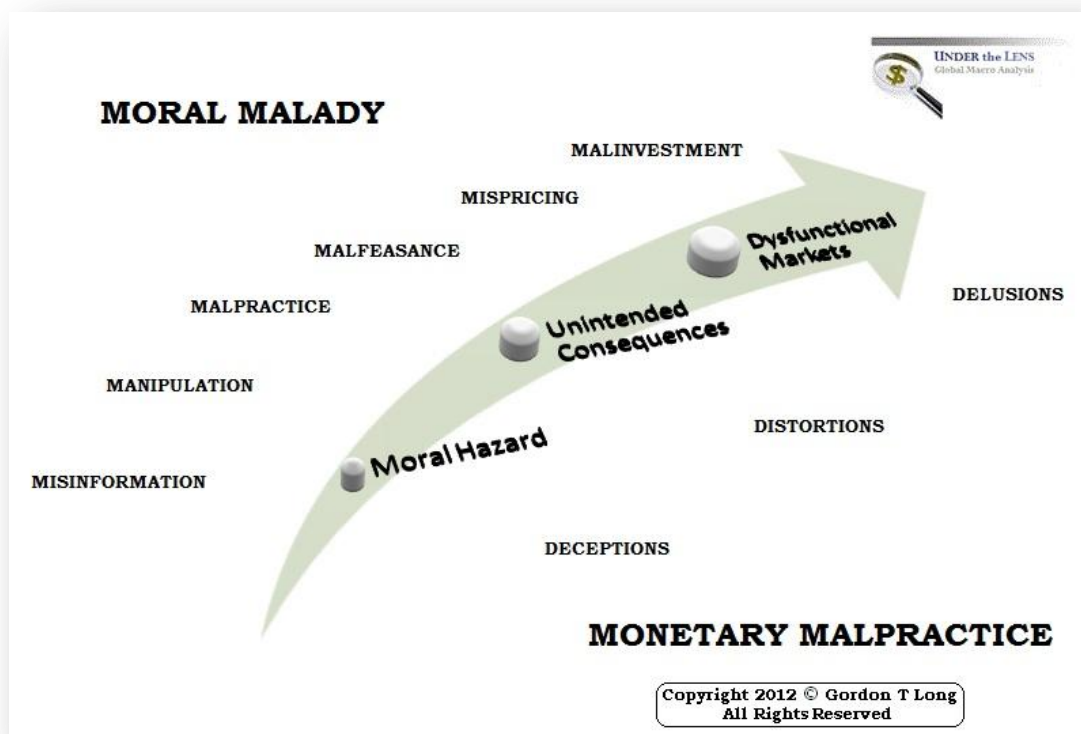 UNDER the LENS
Global Macro Analysis
MORAL MALADY
MALINVESTMENT
MISPRICING
MALFEASANCE
MALPRACTICE
MANIPULATION
MISINFORMATION
Dysfunctional
Markets
Unintended
Consequences
Moral Hazard
DELUSIONS
DISTORTIONS
DECEPTIONS
MONETARY MALPRACTICE
Copyright 2012 © Gordon T Long
All Rights Reserved